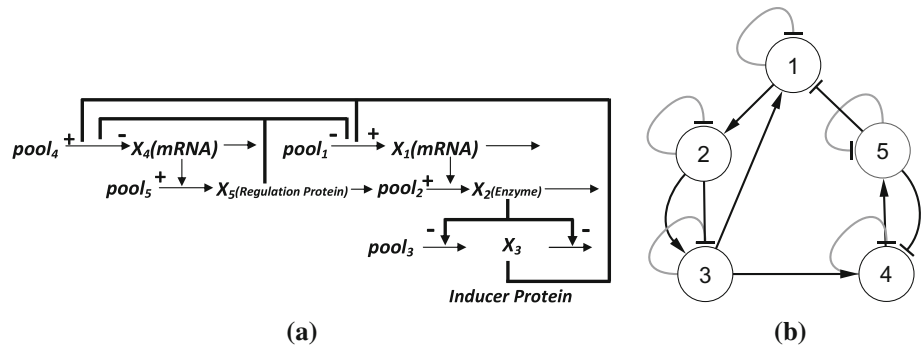 + - - +
pool4 X4(mRNA) pool1 X1(mRNA)
+ +
pool5 X5(Regulation Protein) pool2 X2(Enzyme)
- -
pool3 X3
Inducer Protein
(a)
1
2 5
3 4
(b)